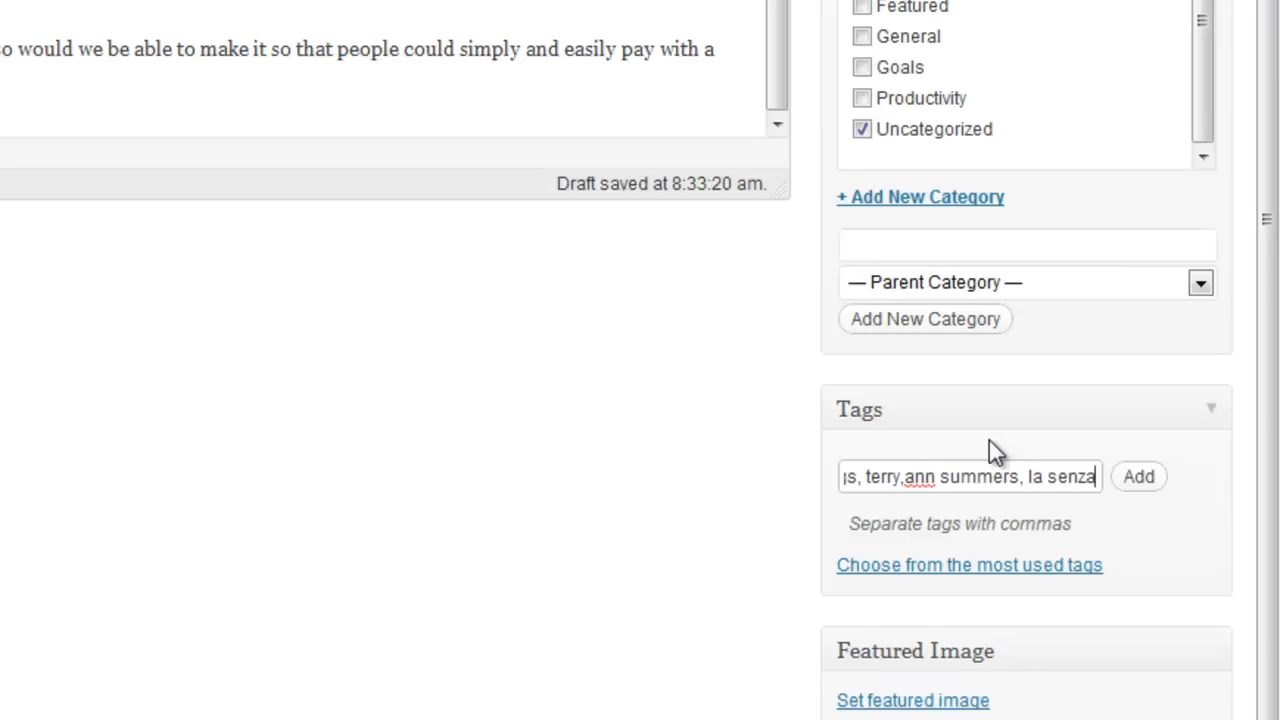 Featured
so would we be able to make it so that people could simply and easily pay with a
General
Goals
Productivity
Uncategorized
Draft saved at 8:33:20 am.
+ Add New Category
— Parent Category —
Add New Category
Tags
gs, terry,ann summers, la senza
Add
Separate tags with commas
Choose from the most used tags
Featured Image
Set featured image